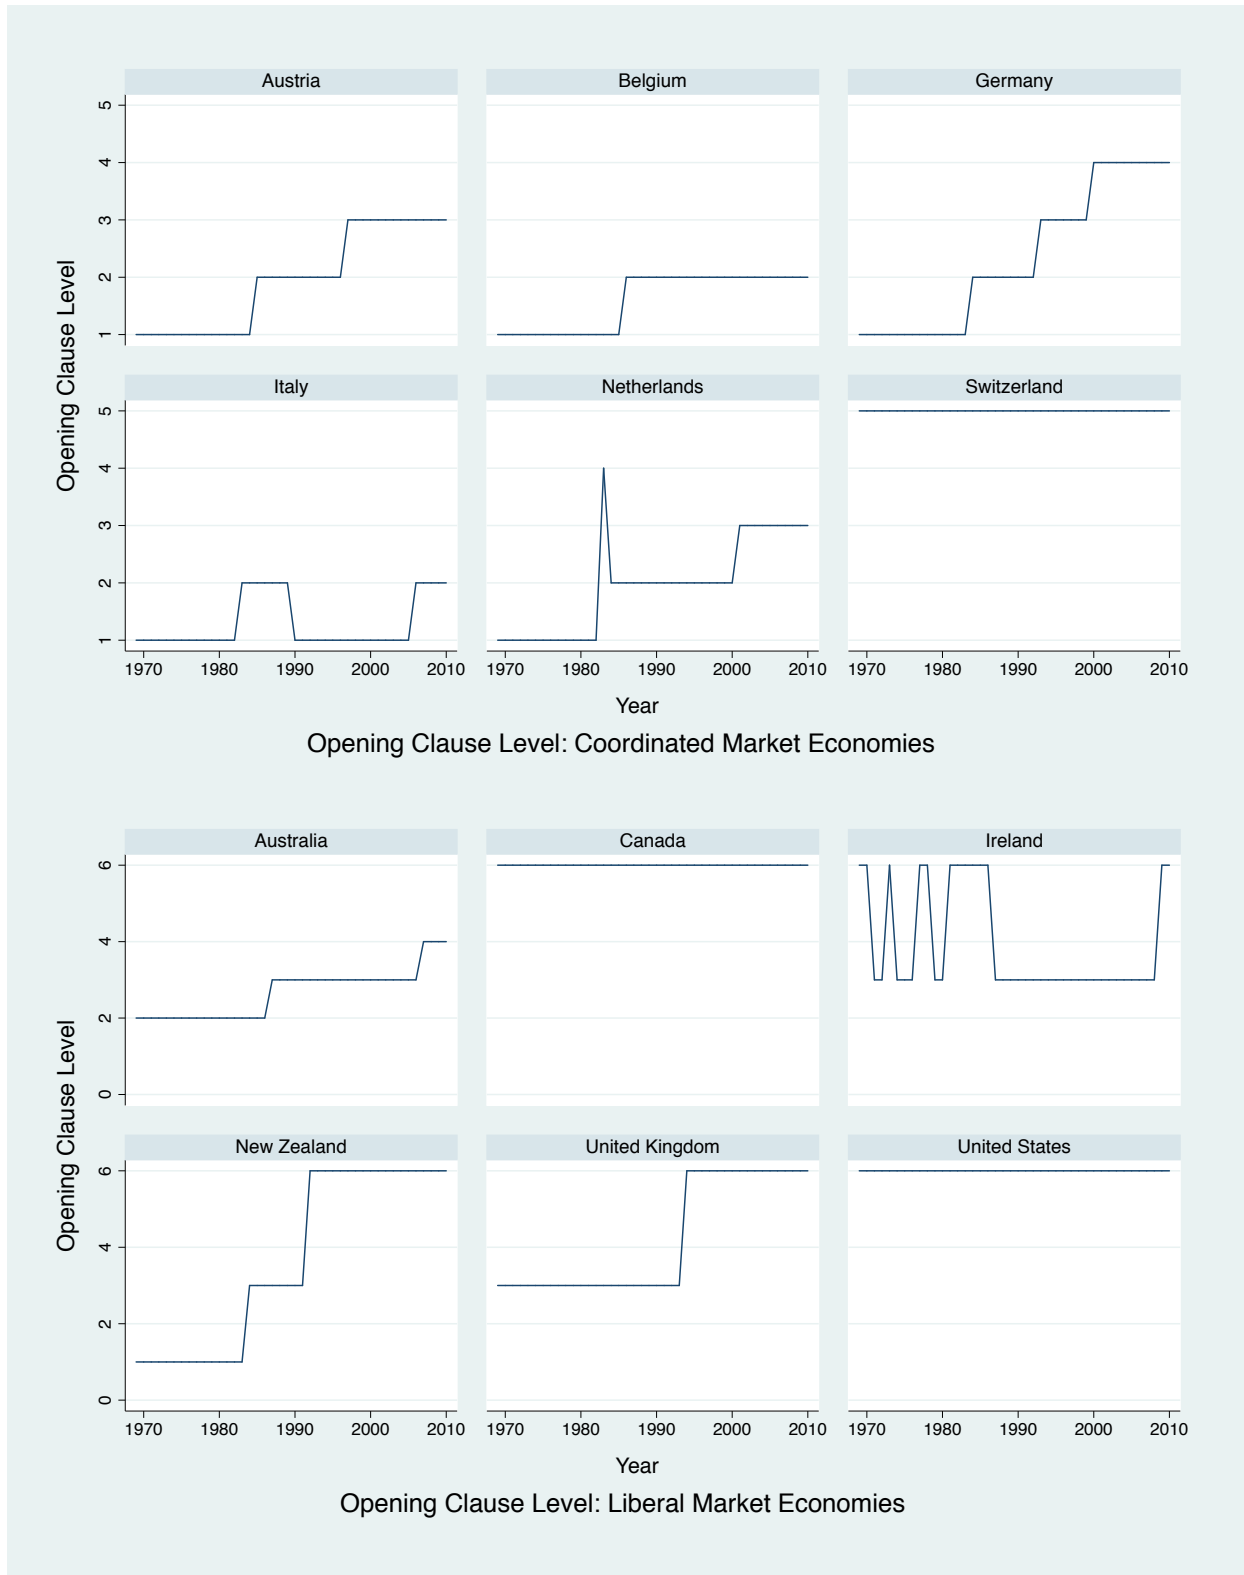 Austria
Belgium
Germany
Opening Clause Level
5
4
3
2
1
Italy
Netherlands
Switzerland
5
4
3
2
1
1970 1980 1990 2000 2010
1970 1980 1990 2000 2010
1970 1980 1990 2000 2010
Year
Opening Clause Level: Coordinated Market Economies
Australia
Canada
Ireland
Opening Clause Level
6
4
2
0
New Zealand
United Kingdom
United States
6
4
2
0
1970 1980 1990 2000 2010
1970 1980 1990 2000 2010
1970 1980 1990 2000 2010
Year
Opening Clause Level: Liberal Market Economies